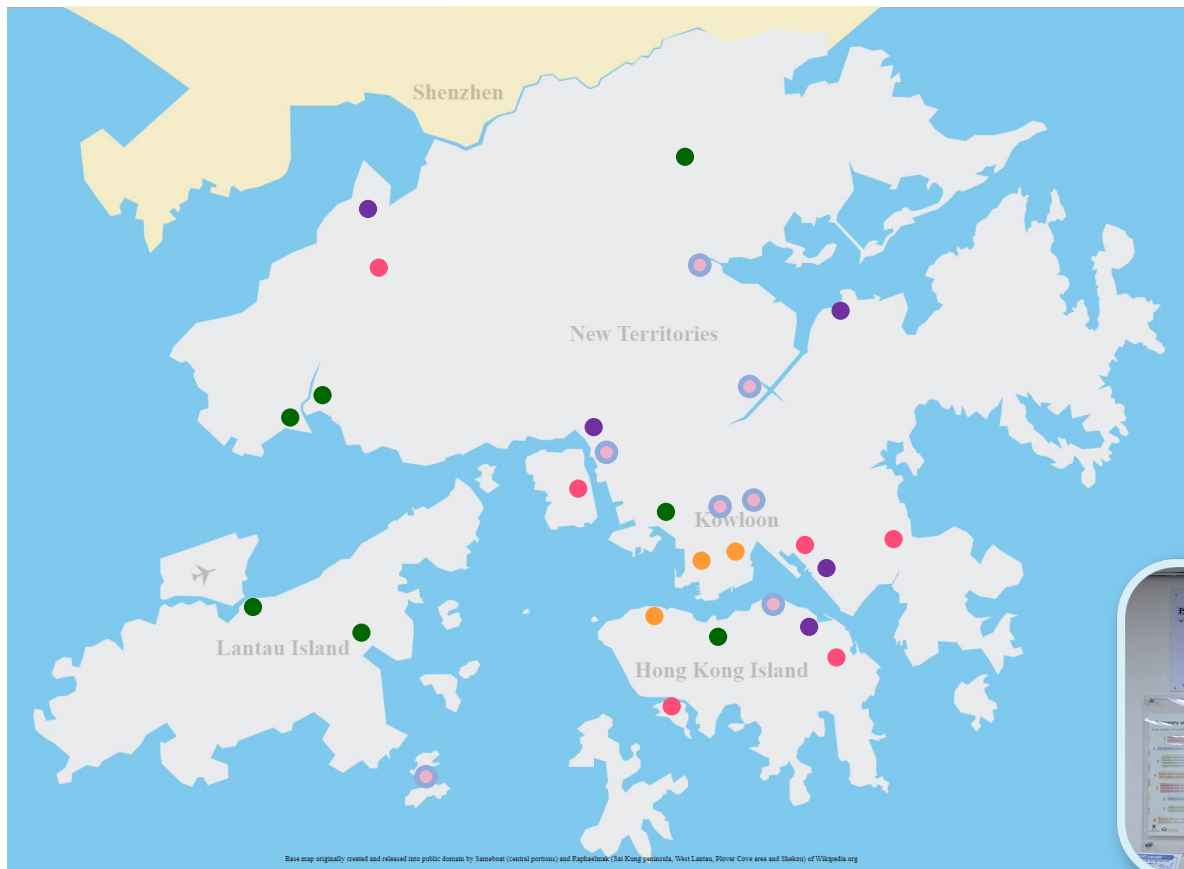 Shenzhen
New Territories
Kowloon
Lantau Island
Hong Kong Island
Base map originally created and released into public domain by Sameboat (central portions) and Raphaelmak (Sai Kung peninsula, West Lantau, Plover Cove area and Shekou) of Wikipedia.org